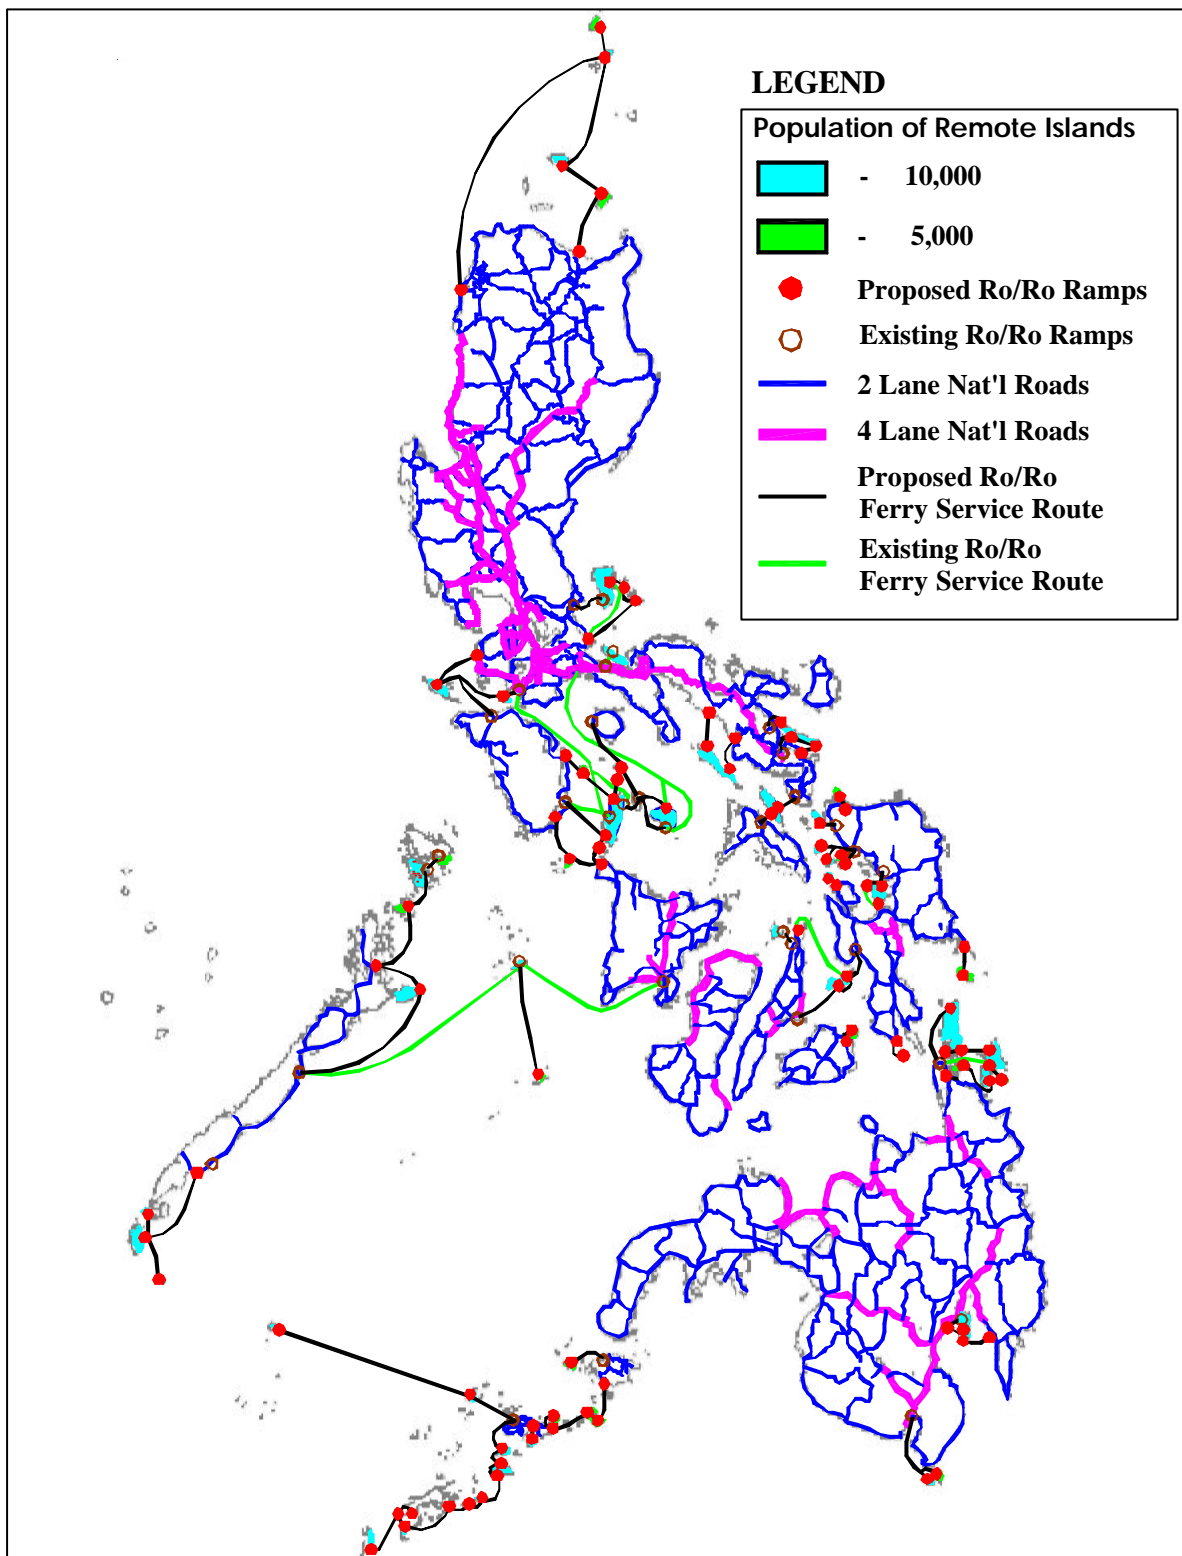 LEGEND
Population of Remote Islands
- 10,000
- 5,000
Proposed Ro/Ro Ramps
Existing Ro/Ro Ramps
2 Lane Nat'l Roads
4 Lane Nat'l Roads
Proposed Ro/Ro
Ferry Service Route
Existing Ro/Ro
Ferry Service Route